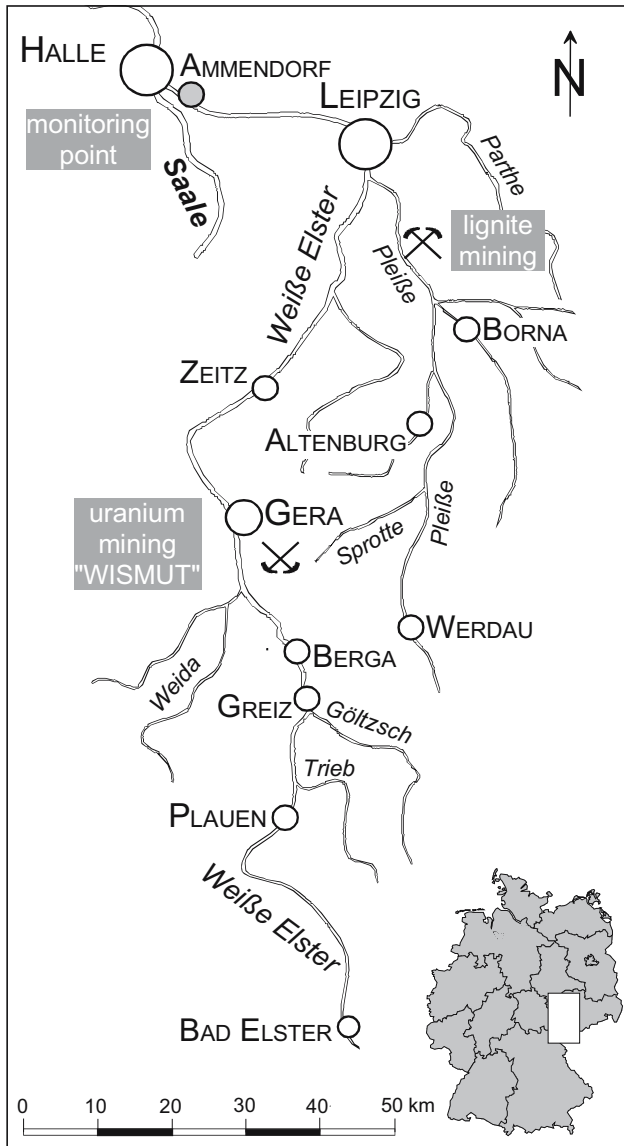 HALLE
AMMENDORF
N
LEIPZIG
monitoring
point
Parthe
Saale
lignite
mining
Weiße Elster
Pleiße
BORNA
ZEITZ
ALTENBURG
uranium
mining
"WISMUT"
GERA
Sprotte
Pleiße
WERDAU
BERGA
Weida
GREIZ
Göltzsch
Trieb
PLAUEN
Weiße Elster
BAD ELSTER
0 10 20 30 40 50 km